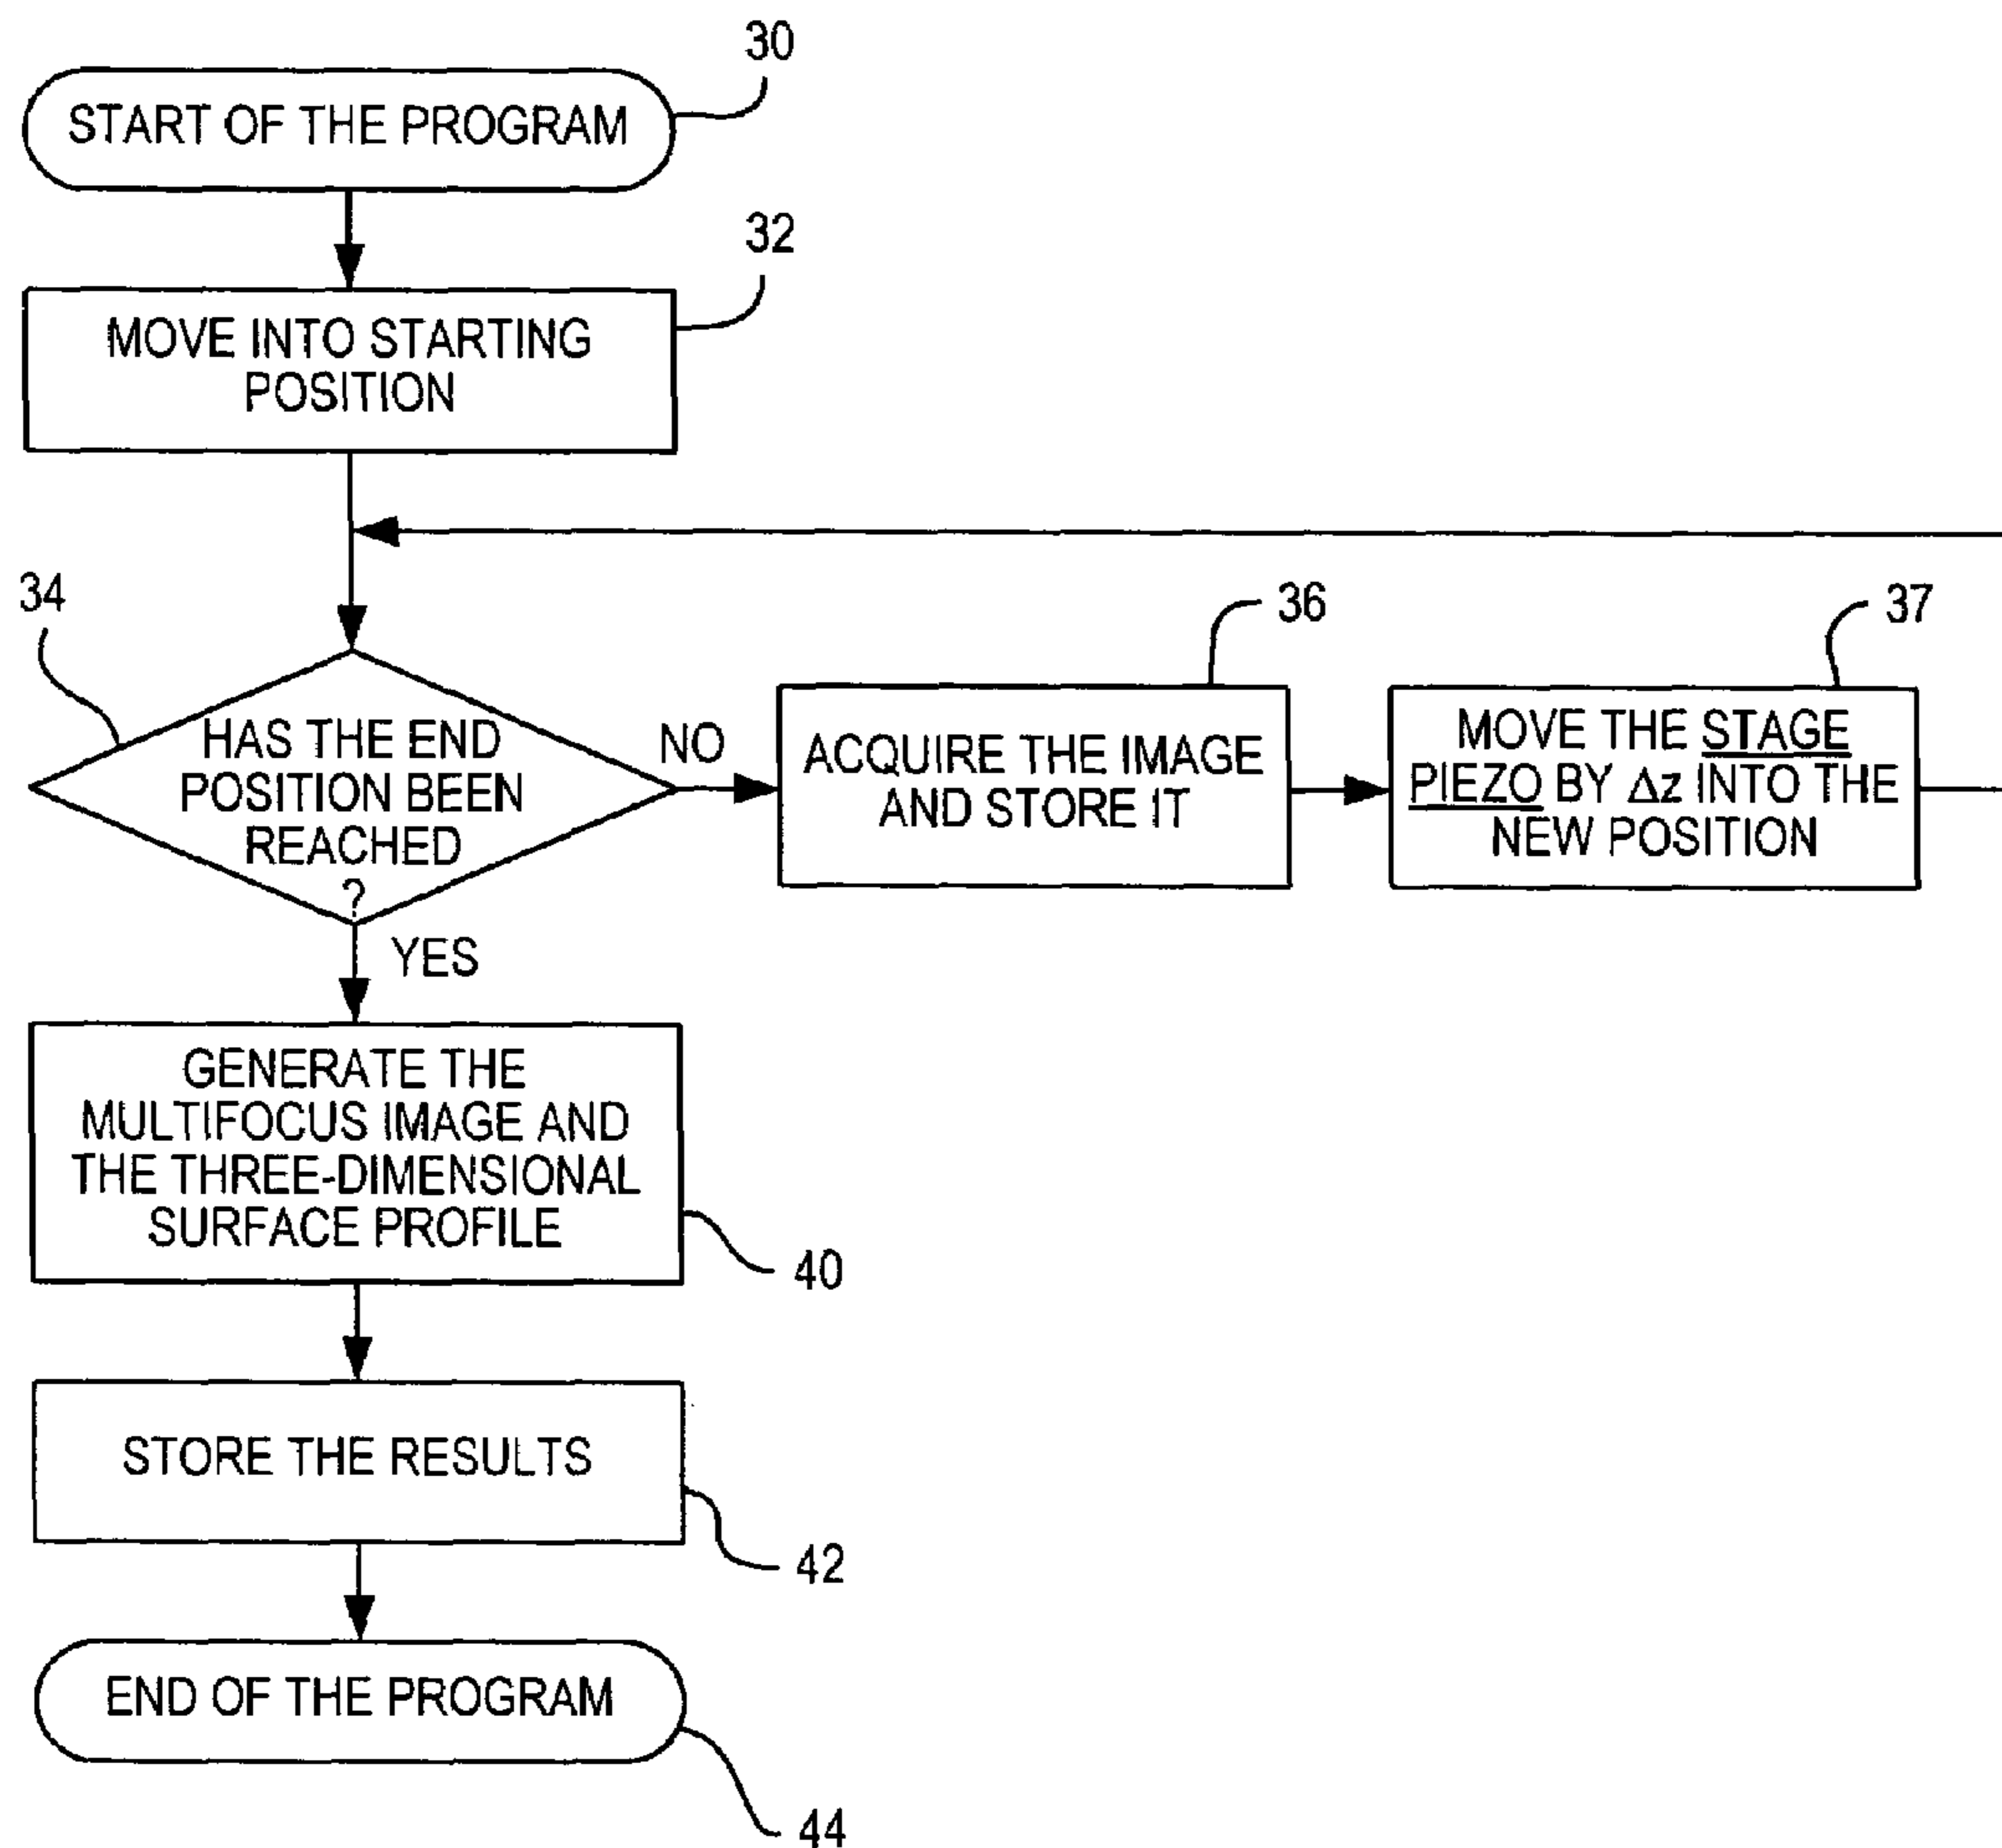 30
START OF THE PROGRAM
32
MOVE INTO STARTING
POSITION
34
HAS THE END
POSITION BEEN
REACHED
?
NO
36
ACQUIRE THE IMAGE
AND STORE IT
37
MOVE THE STAGE
PIEZO BY Δz INTO THE
NEW POSITION
YES
GENERATE THE
MULTIFOCUS IMAGE AND
THE THREE-DIMENSIONAL
SURFACE PROFILE
40
STORE THE RESULTS
42
END OF THE PROGRAM
44